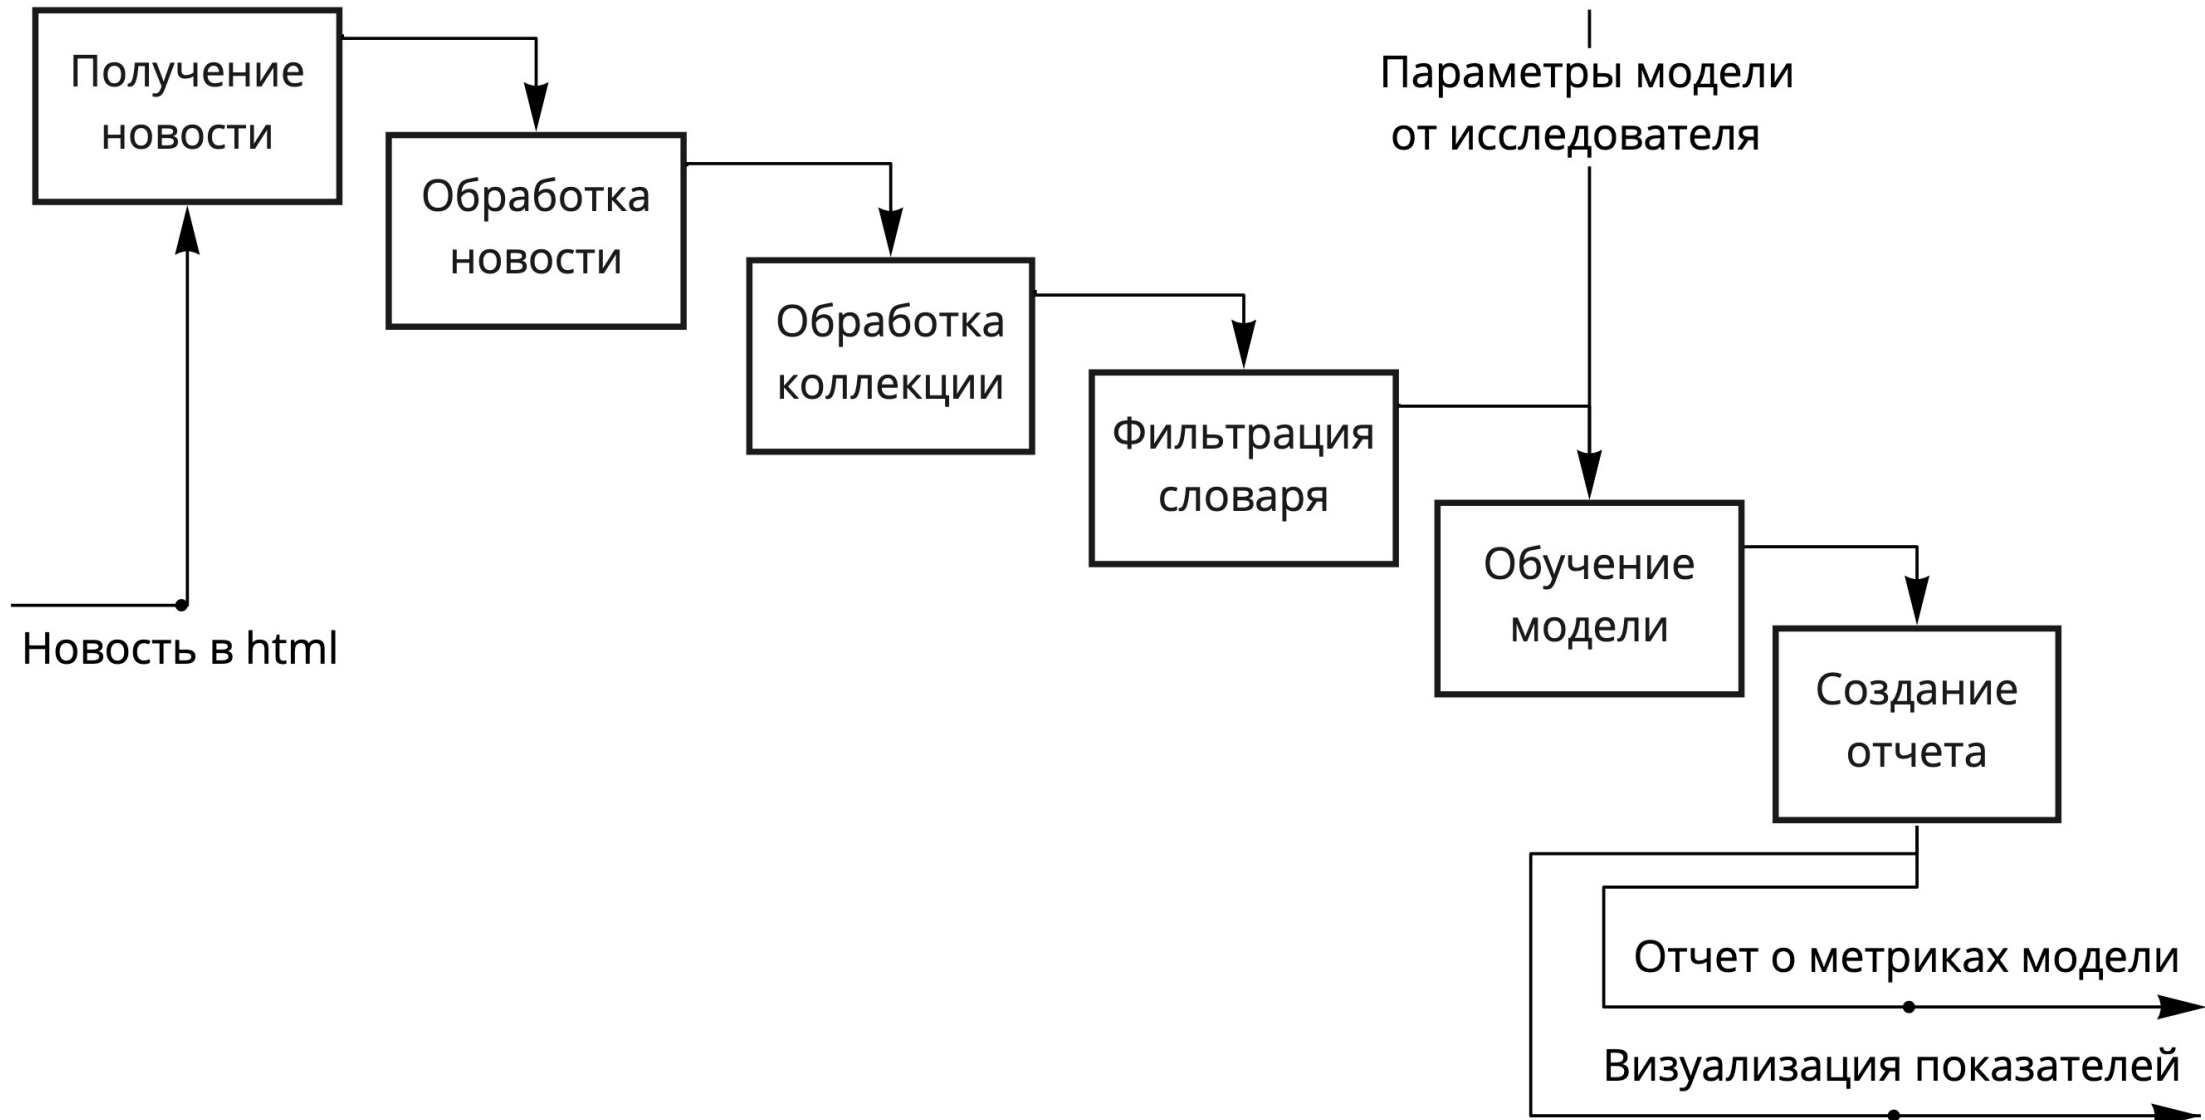 Получение
новости
Параметры модели
от исследователя
Обработка
новости
Обработка
коллекции
Фильтрация
словаря
Обучение
модели
Новость в html
Создание
отчета
Отчет о метриках модели
Визуализация показателей